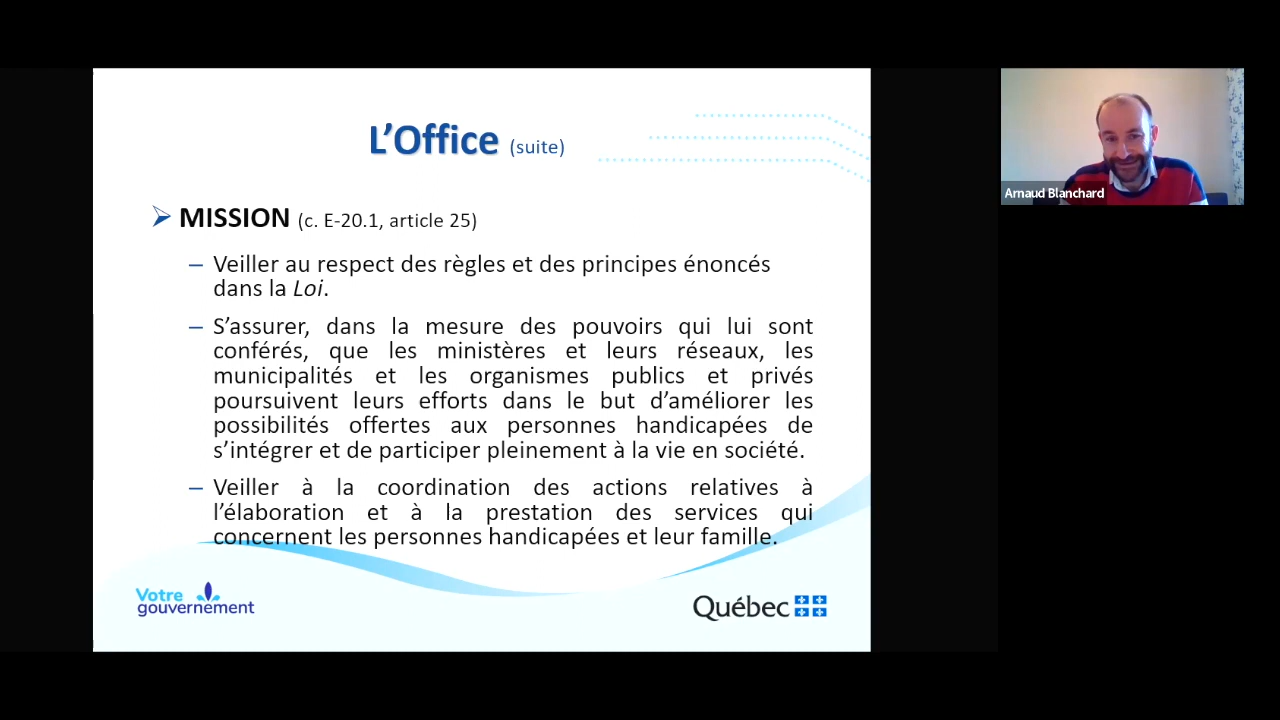 L'Office (suite)
MISSION (c. E-20.1, article 25)
– Veiller au respect des règles et des principes énoncés
dans la Loi.
– S'assurer, dans la mesure des pouvoirs qui lui sont
conférés, que les ministères et leurs réseaux, les
municipalités et les organismes publics et privés
poursuivent leurs efforts dans le but d'améliorer les
possibilités offertes aux personnes handicapées de
s'intégrer et de participer pleinement à la vie en société.
– Veiller à la coordination des actions relatives à
l'élaboration et à la prestation des services qui
concernent les personnes handicapées et leur famille.
Votre
gouvernement
Québec
Arnaud Blanchard